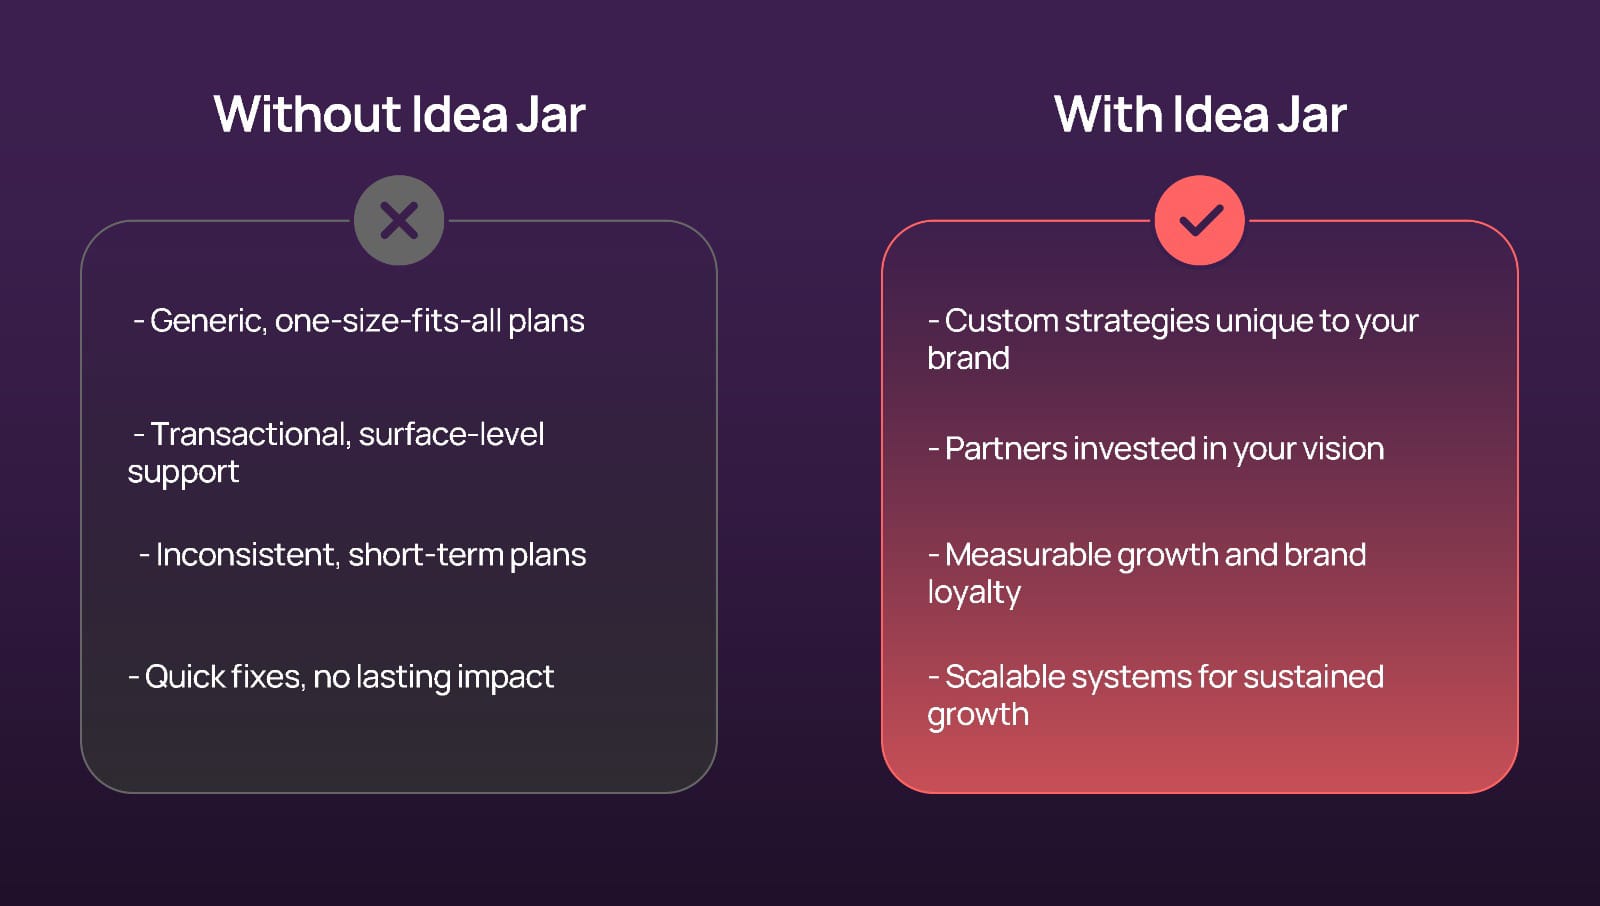 Without Idea Jar
- Generic, one-size-fits-all plans
- Transactional, surface-level
support
- Inconsistent, short-term plans
- Quick fixes, no lasting impact
With Idea Jar
- Custom strategies unique to your
brand
- Partners invested in your vision
- Measurable growth and brand
loyalty
- Scalable systems for sustained
growth